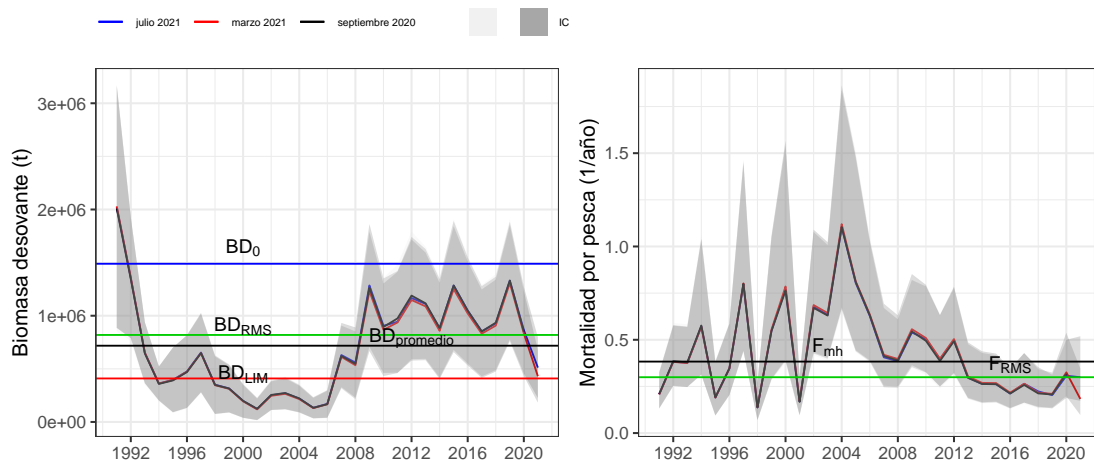 julio 2021 marzo 2021 septiembre 2020 IC
Biomasa desovante (t)
3e+06
2e+06
1e+06
0e+00
BD0
BDRMS
BDpromedio
BDLIM
1992 1996 2000 2004 2008 2012 2016 2020
Mortalidad por pesca (1/año)
1.5
1.0
0.5
0.0
Fmh
FRMS
1992 1996 2000 2004 2008 2012 2016 2020